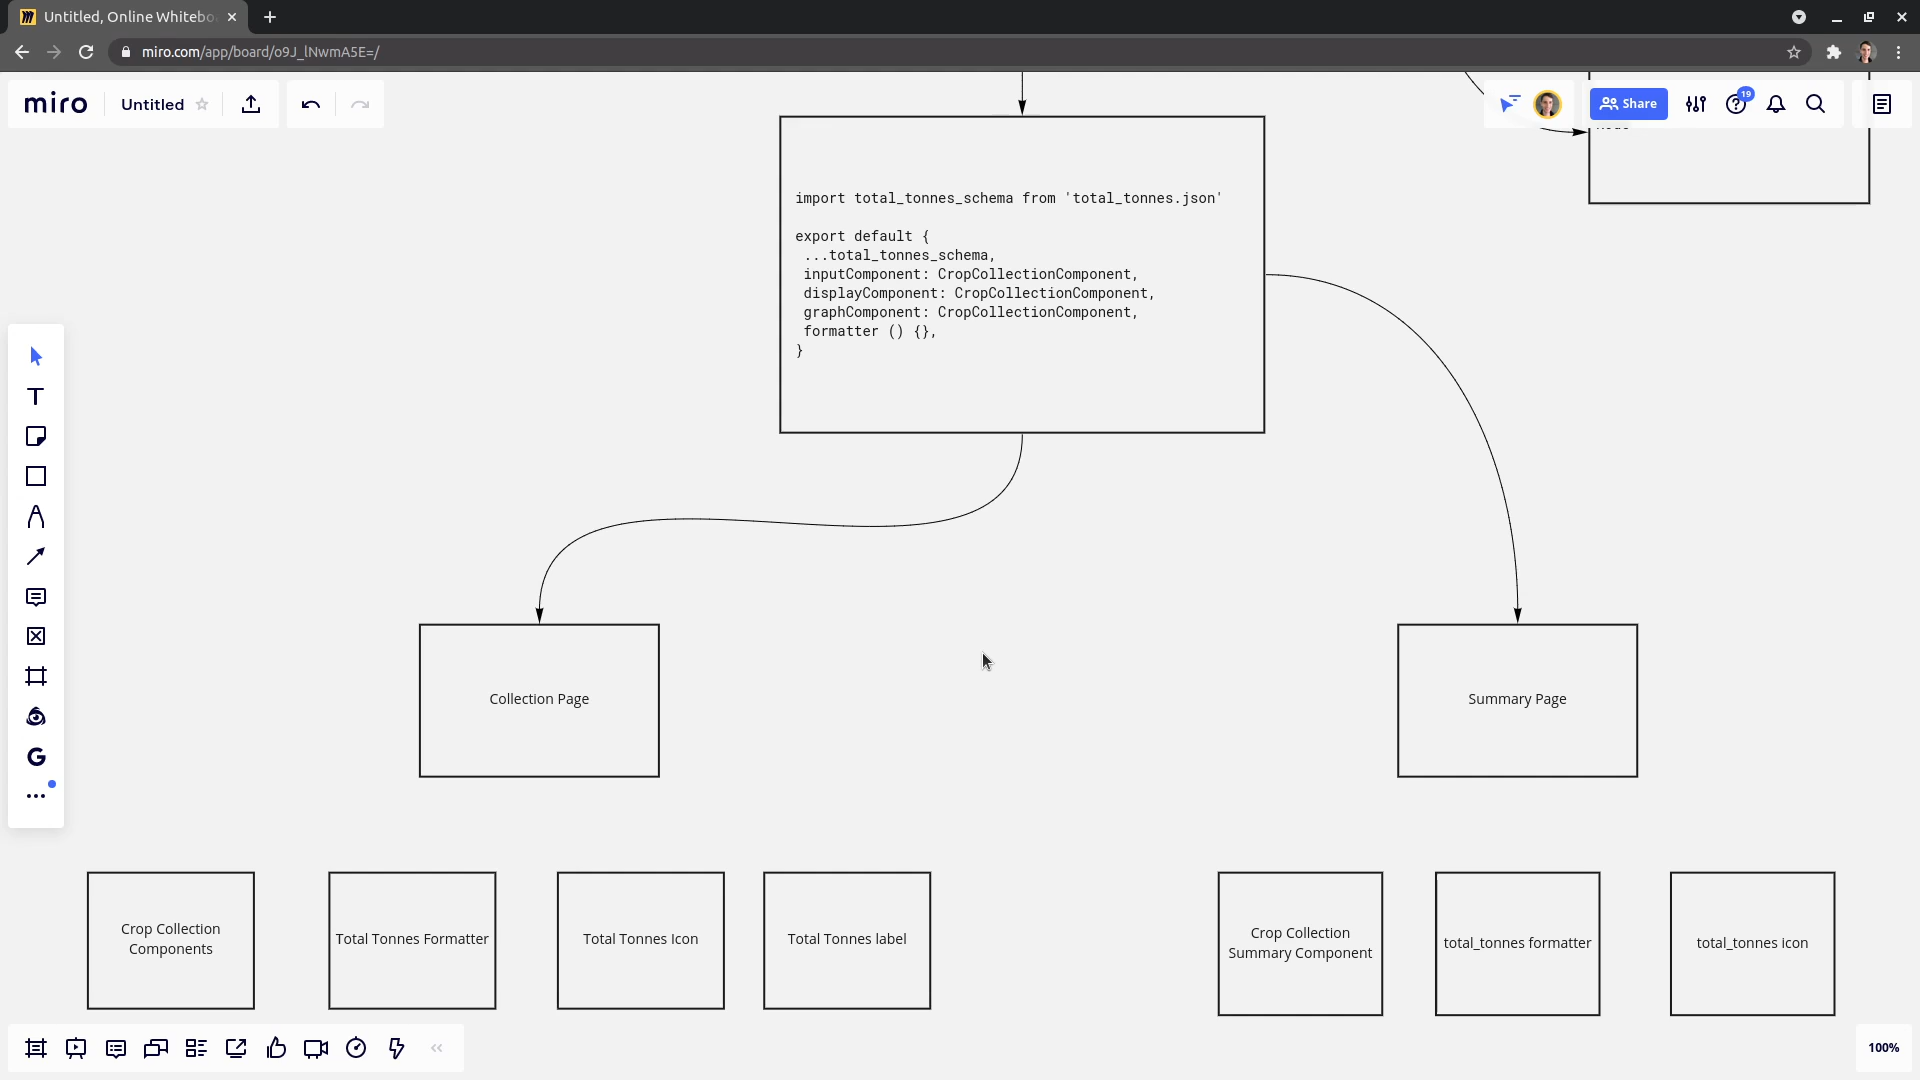 Untitled, Online Whitebo
miro.com/app/board/o9J_lNwmA5E=/
miro
Untitled
Share
19
import total_tonnes_schema from 'total_tonnes.json'
export default {
...total_tonnes_schema,
inputComponent: CropCollectionComponent,
displayComponent: CropCollectionComponent,
graphComponent: CropCollectionComponent,
formatter () {},
}
T
Collection Page
Summary Page
Crop Collection
Components
Total Tonnes Formatter
Total Tonnes Icon
Total Tonnes label
Crop Collection
Summary Component
total_tonnes formatter
total_tonnes icon
100%